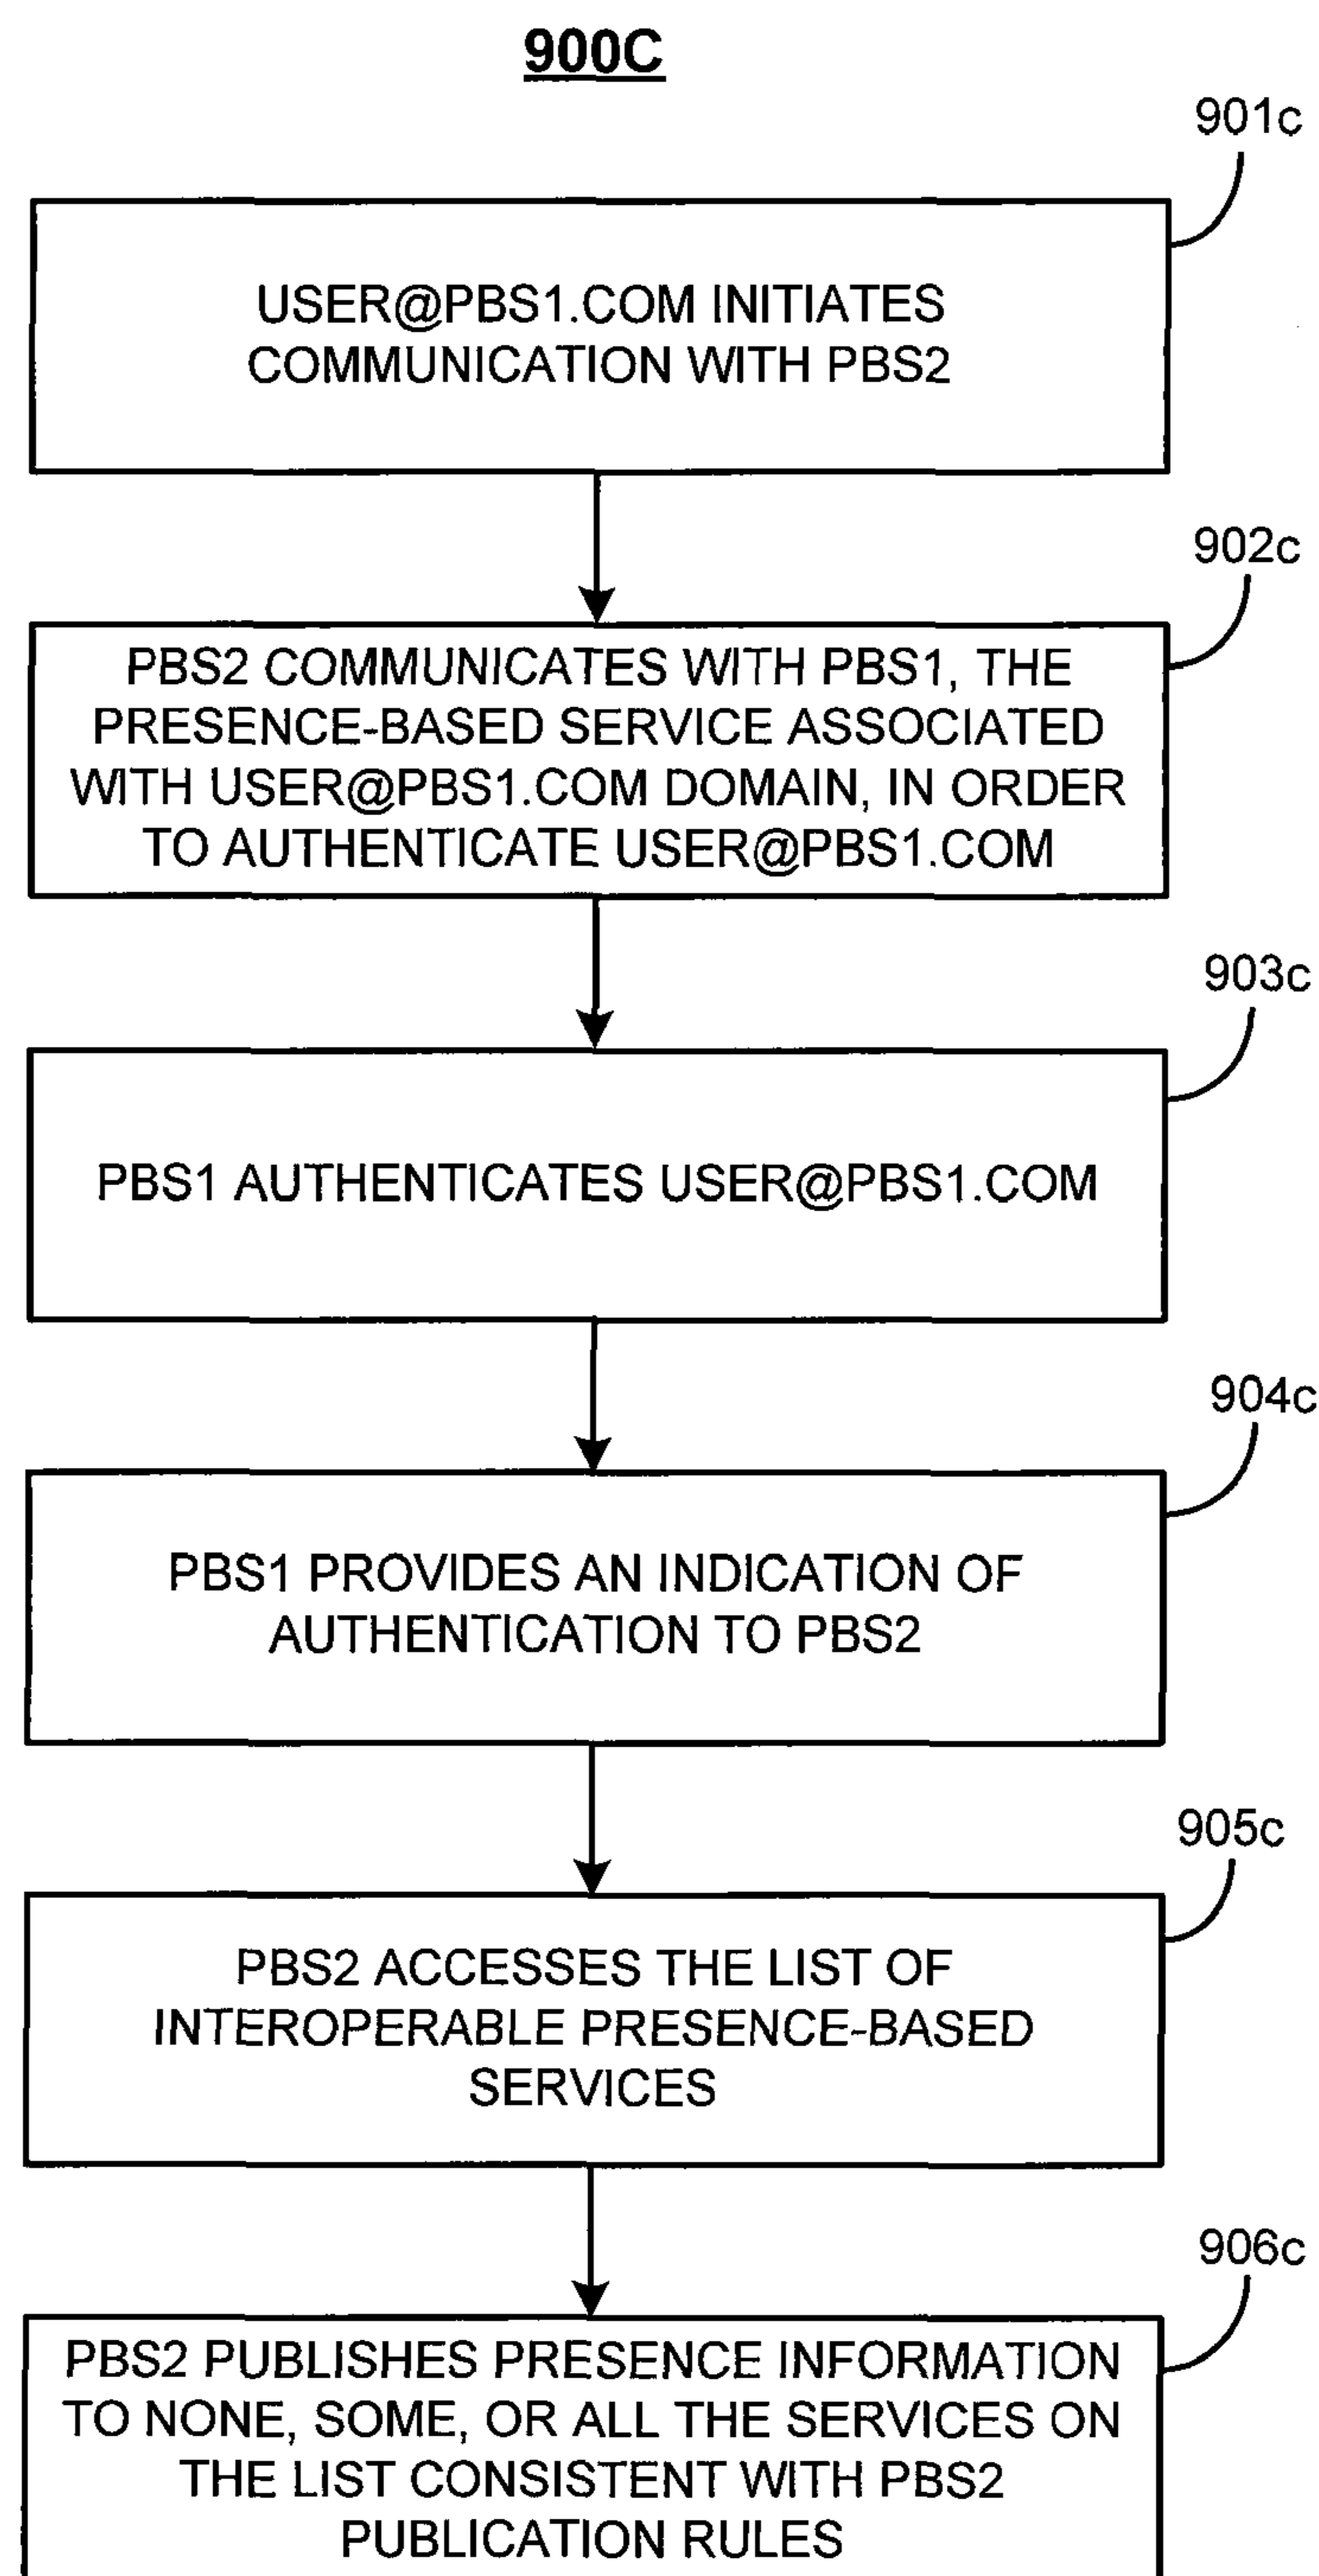 900C
901c
USER@PBS1.COM INITIATES
COMMUNICATION WITH PBS2
902c
PBS2 COMMUNICATES WITH PBS1, THE
PRESENCE-BASED SERVICE ASSOCIATED
WITH USER@PBS1.COM DOMAIN, IN ORDER
TO AUTHENTICATE USER@PBS1.COM
903c
PBS1 AUTHENTICATES USER@PBS1.COM
904c
PBS1 PROVIDES AN INDICATION OF
AUTHENTICATION TO PBS2
905c
PBS2 ACCESSES THE LIST OF
INTEROPERABLE PRESENCE-BASED
SERVICES
906c
PBS2 PUBLISHES PRESENCE INFORMATION
TO NONE, SOME, OR ALL THE SERVICES ON
THE LIST CONSISTENT WITH PBS2
PUBLICATION RULES